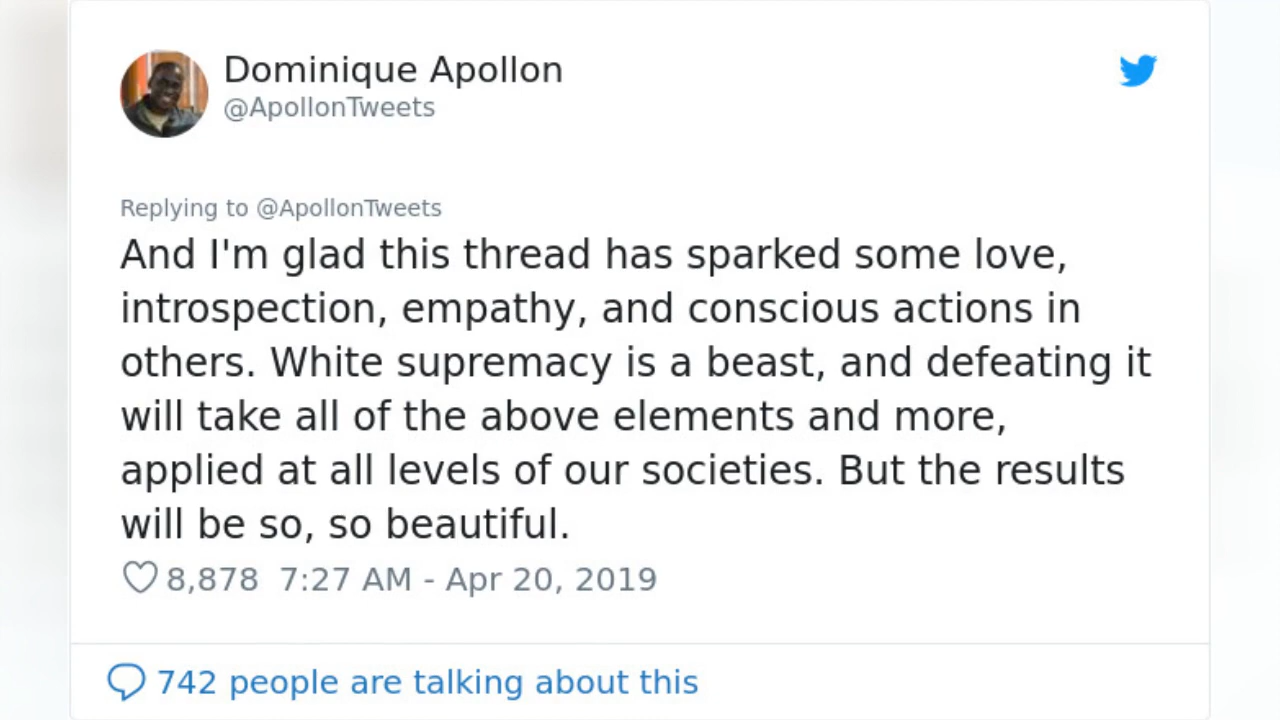 Dominique Apollon
@ApollonTweets
Replying to @ApollonTweets
And I'm glad this thread has sparked some love,
introspection, empathy, and conscious actions in
others. White supremacy is a beast, and defeating it
will take all of the above elements and more,
applied at all levels of our societies. But the results
will be so, so beautiful.
8,878 7:27 AM - Apr 20, 2019
742 people are talking about this